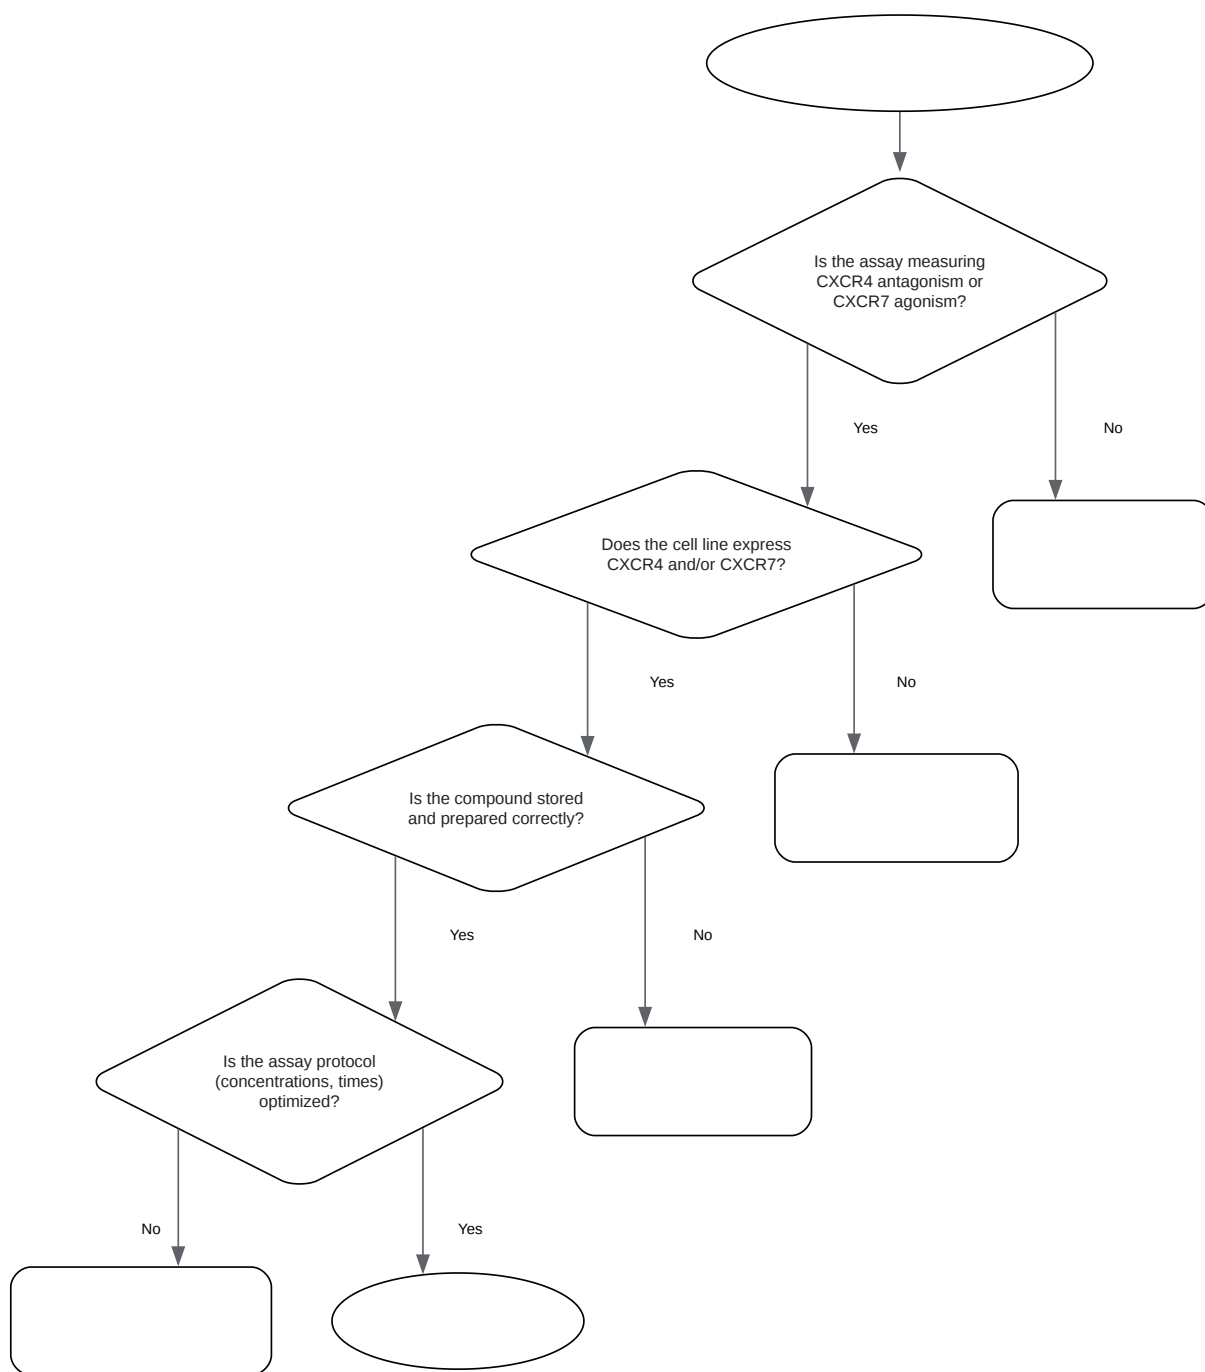 Is the assay measuring
CXCR4 antagonism or
CXCR7 agonism?
Yes
No
Does the cell line express
CXCR4 and/or CXCR7?
Yes
No
Is the compound stored
and prepared correctly?
Yes
No
Is the assay protocol
(concentrations, times)
optimized?
No
Yes